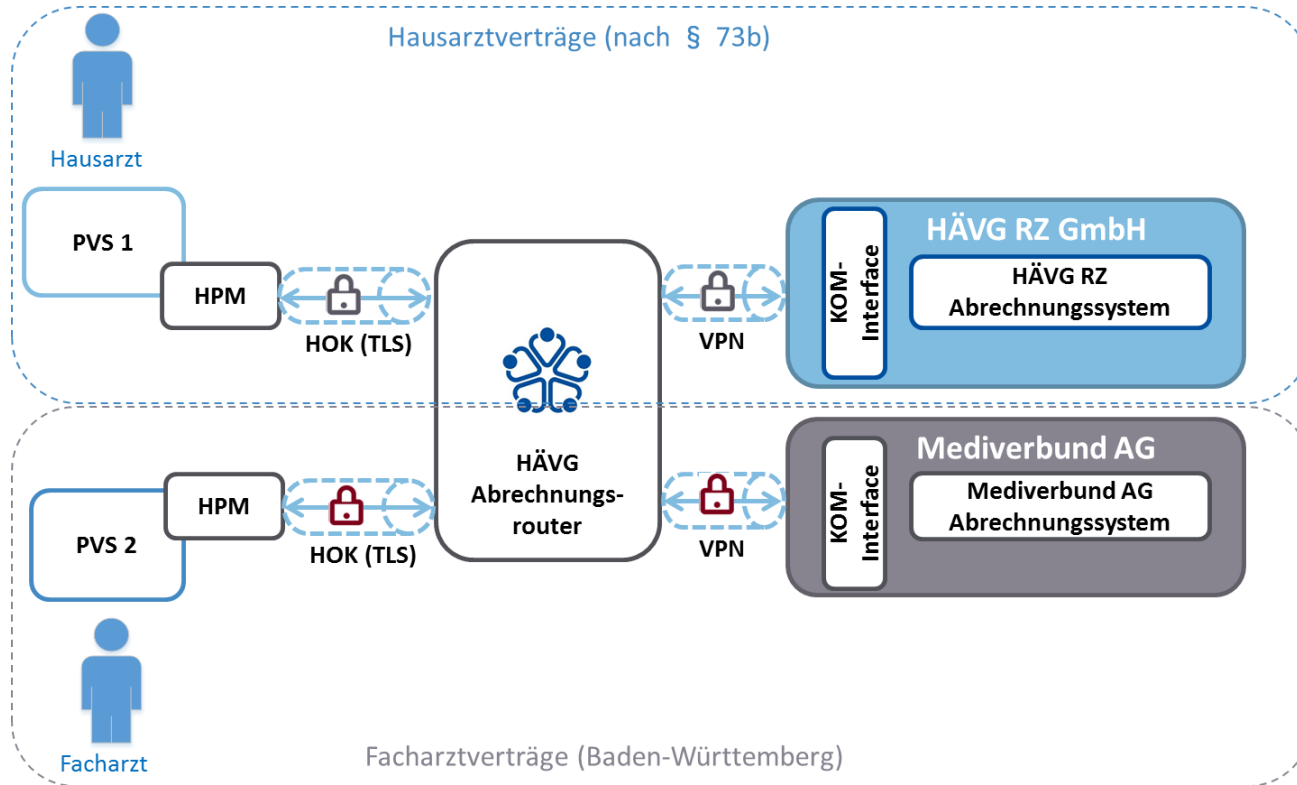 Hausarztverträge (nach § 73b)
Hausarzt
PVS 1
HPM
HOK (TLS)
VPN
KOM-
Interface
HÄVG RZ GmbH
HÄVG RZ
Abrechnungssystem
HÄVG
Abrechnungs-
router
PVS 2
HPM
HOK (TLS)
VPN
KOM-
Interface
Mediverbund AG
Mediverbund AG
Abrechnungssystem
Facharzt
Facharztverträge (Baden-Württemberg)